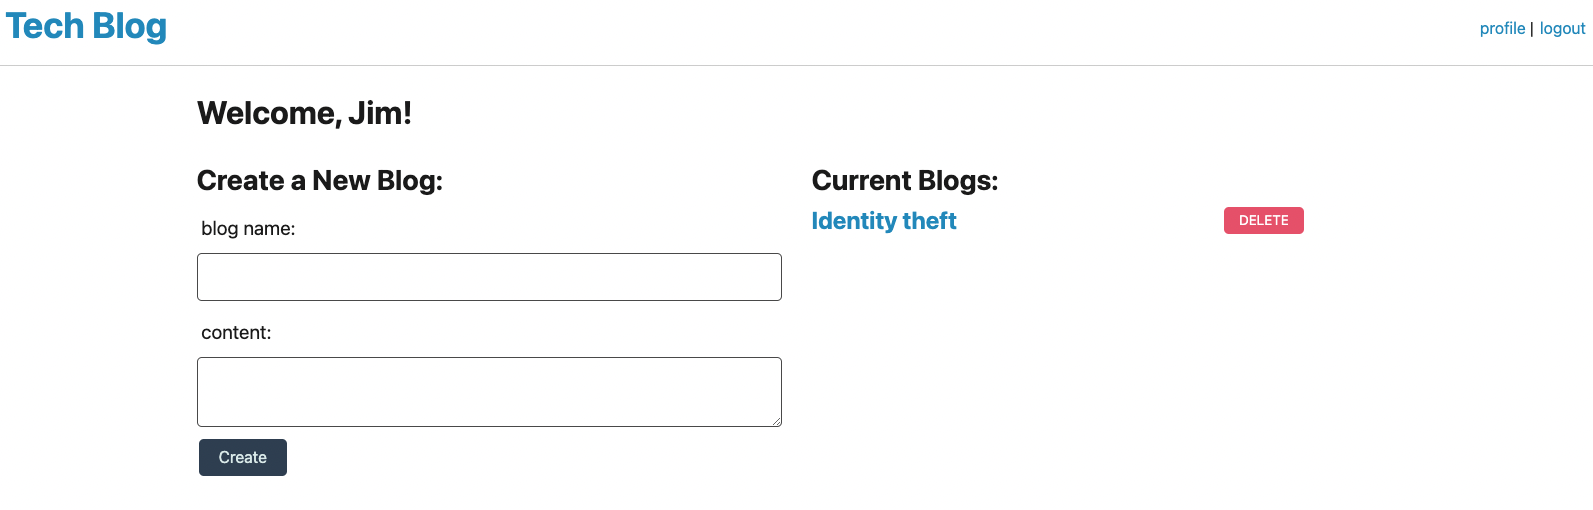 Tech Blog
profile | logout
Welcome, Jim!
Create a New Blog:
blog name:
content:
Create
Current Blogs:
Identity theft
DELETE